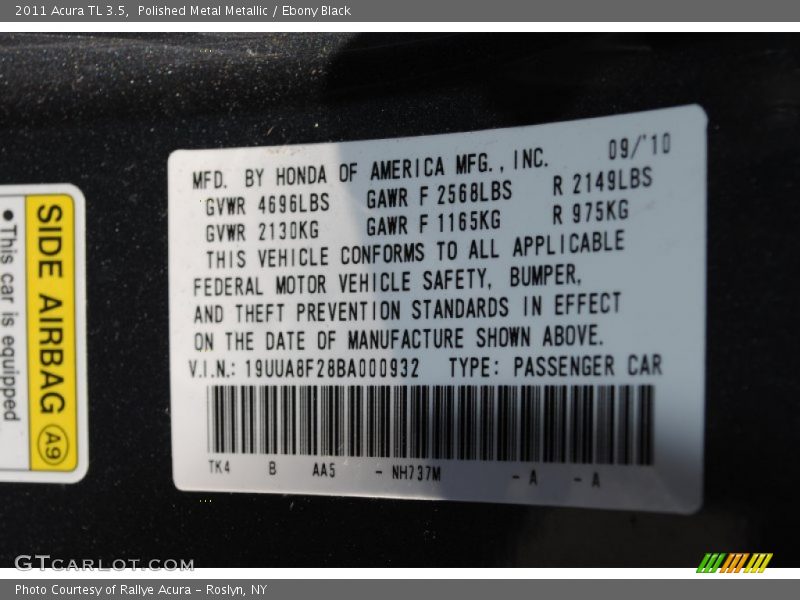 2011 Acura TL 3.5,  Polished Metal Metallic / Ebony Black
MFD. BY HONDA OF AMERICA MFG., INC. 09/'10
GVWR 4696LBS GAWR F 2568LBS R 2149LBS
GVWR 2130KG GAWR F 1165KG R 975KG
THIS VEHICLE CONFORMS TO ALL APPLICABLE
FEDERAL MOTOR VEHICLE SAFETY, BUMPER,
AND THEFT PREVENTION STANDARDS IN EFFECT
ON THE DATE OF MANUFACTURE SHOWN ABOVE.
V.I.N.: 19UUA8F28BA000932 TYPE: PASSENGER CAR
TK4 B AA5 - NH737M - A - A
SIDE AIRBAG A9
• This car is equipped
GTCARLOT.COM
Photo Courtesy of Rallye Acura – Roslyn, NY